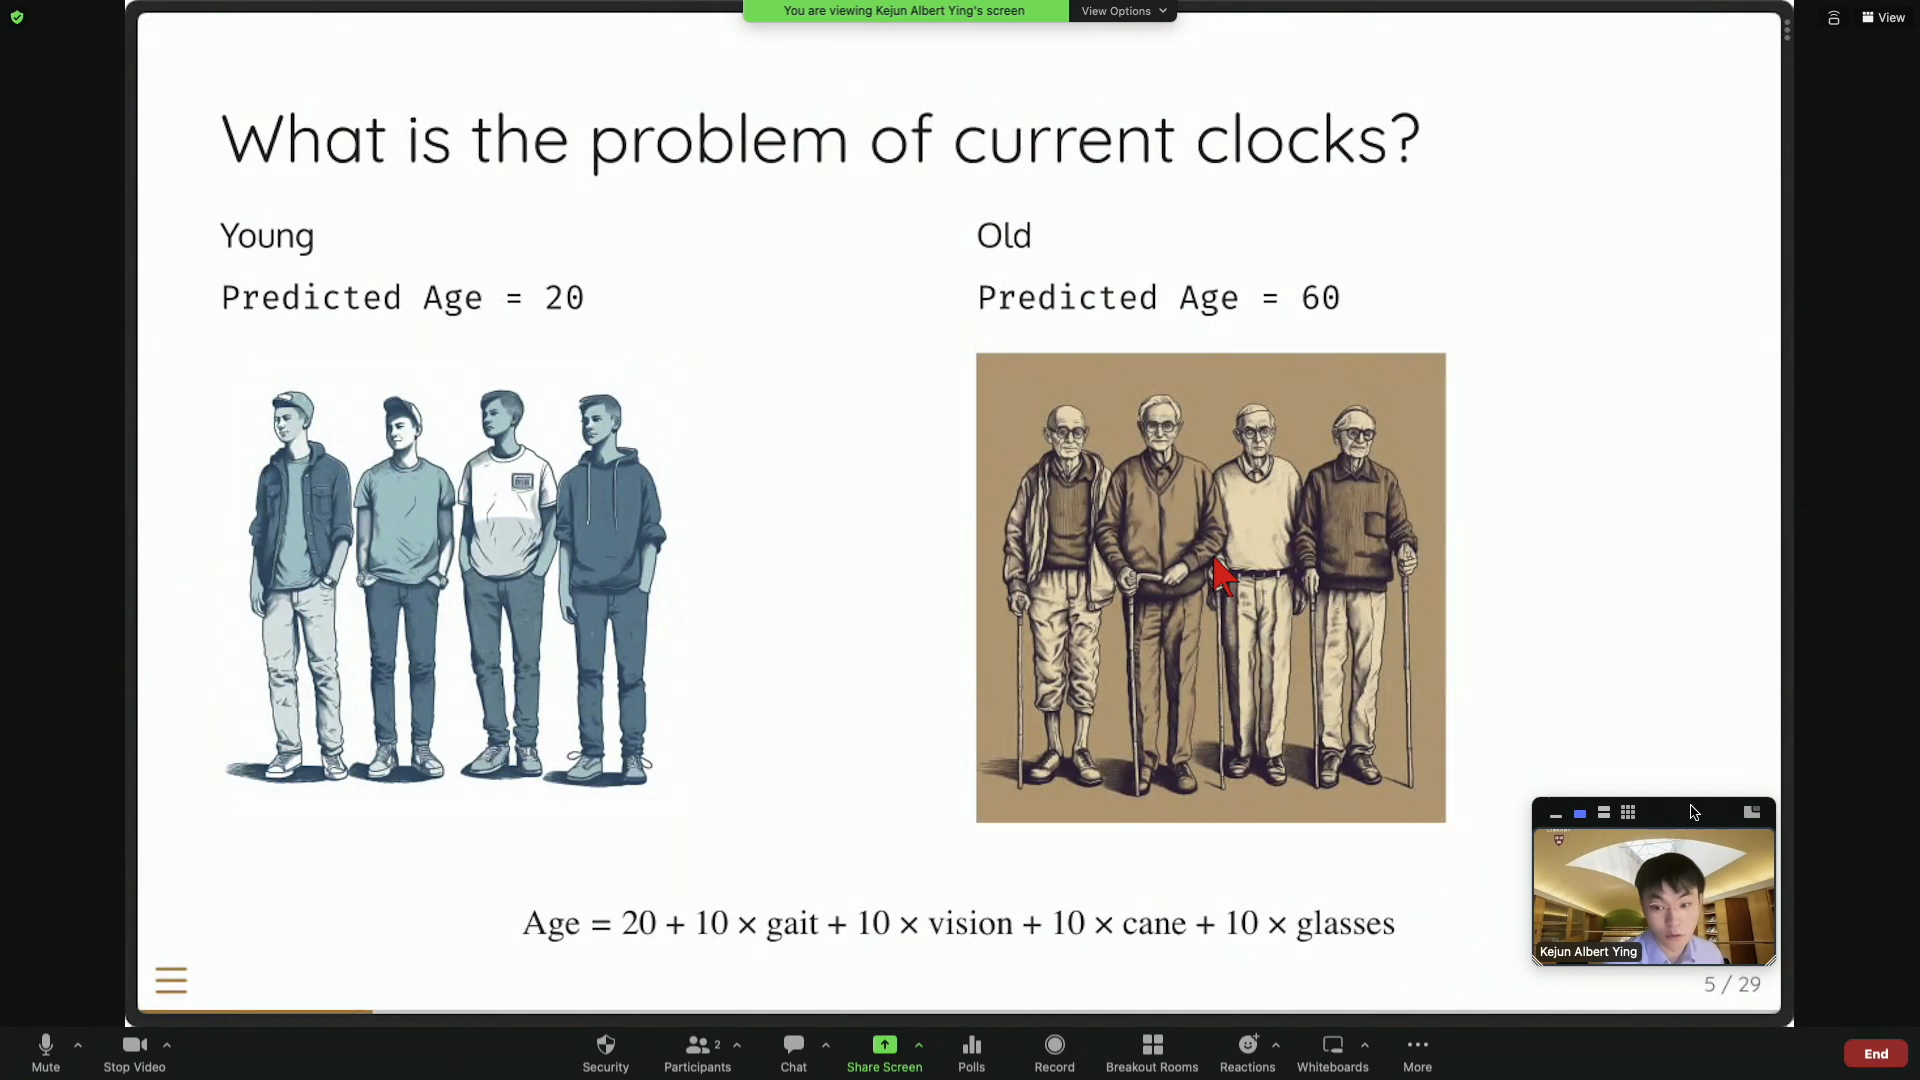 You are viewing Kejun Albert Ying's screen
View Options
View
What is the problem of current clocks?
Young
Predicted Age = 20
Old
Predicted Age = 60
Age = 20 + 10 × gait + 10 × vision + 10 × cane + 10 × glasses
Kejun Albert Ying
5 / 29
Mute
Stop Video
Security
2
Participants
Chat
Share Screen
Polls
Record
Breakout Rooms
Reactions
Whiteboards
More
End